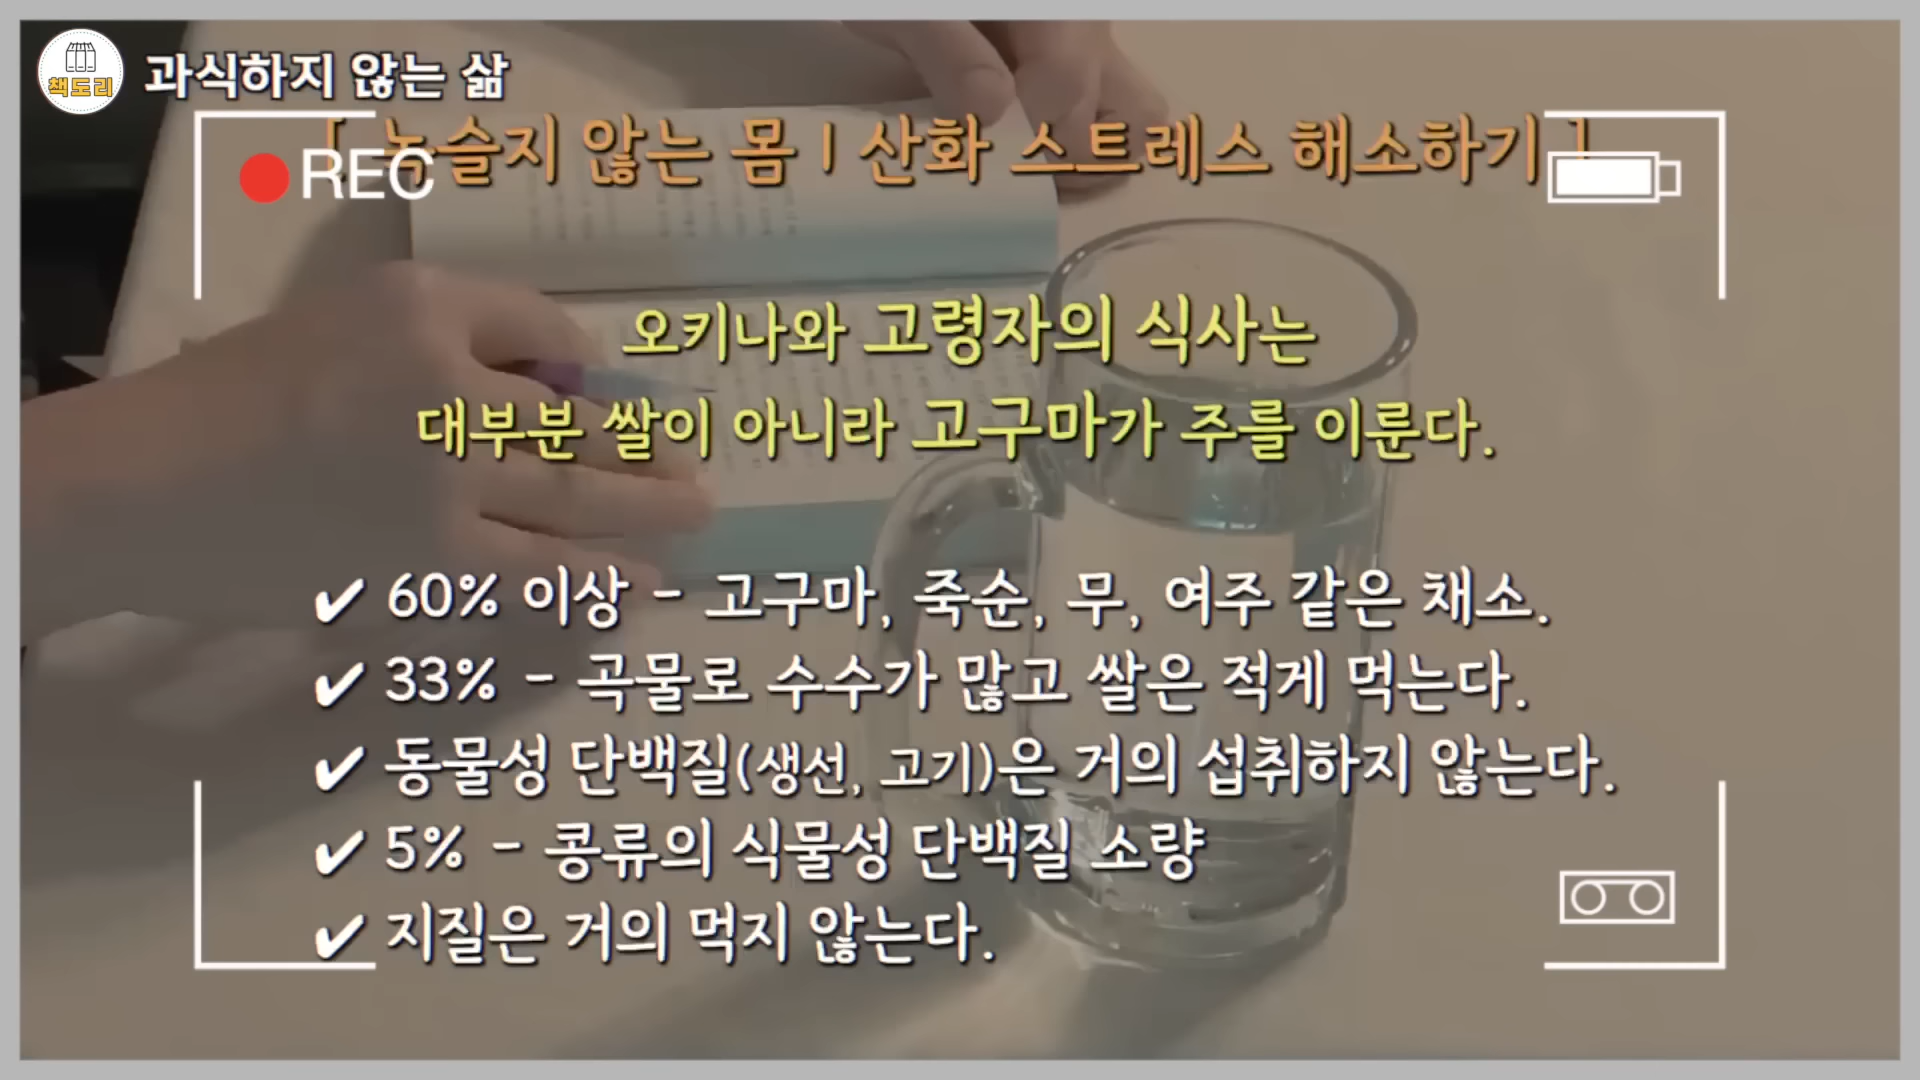 책도리
과식하지 않는 삶
[ 녹슬지 않는 몸 | 산화 스트레스 해소하기 ]
REC
오키나와 고령자의 식사는
대부분 쌀이 아니라 고구마가 주를 이룬다.
✔ 60% 이상 - 고구마, 죽순, 무, 여주 같은 채소.
✔ 33% - 곡물로 수수가 많고 쌀은 적게 먹는다.
✔ 동물성 단백질(생선, 고기)은 거의 섭취하지 않는다.
✔ 5% - 콩류의 식물성 단백질 소량
✔ 지질은 거의 먹지 않는다.